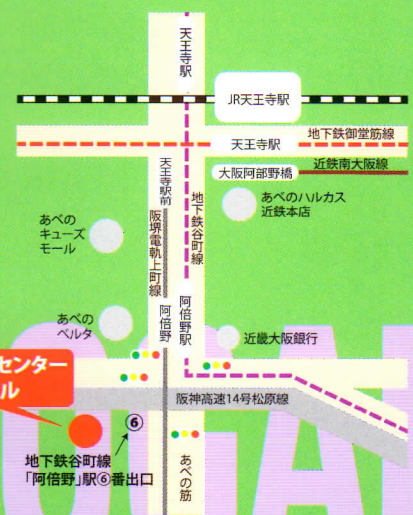 天王寺駅
JR天王寺駅
地下鉄御堂筋線
天王寺駅
近鉄南大阪線
大阪阿部野橋
天王寺駅前
あべのハルカス
近鉄本店
地下鉄谷町線
阪堺電軌上町線
あべの
キューズ
モール
あべの
ベルタ
阿倍野
阿倍野駅
近畿大阪銀行
センター
ル
阪神高速14号松原線
⑥
地下鉄谷町線
「阿倍野」駅⑥番出口
あべの筋
OGAI